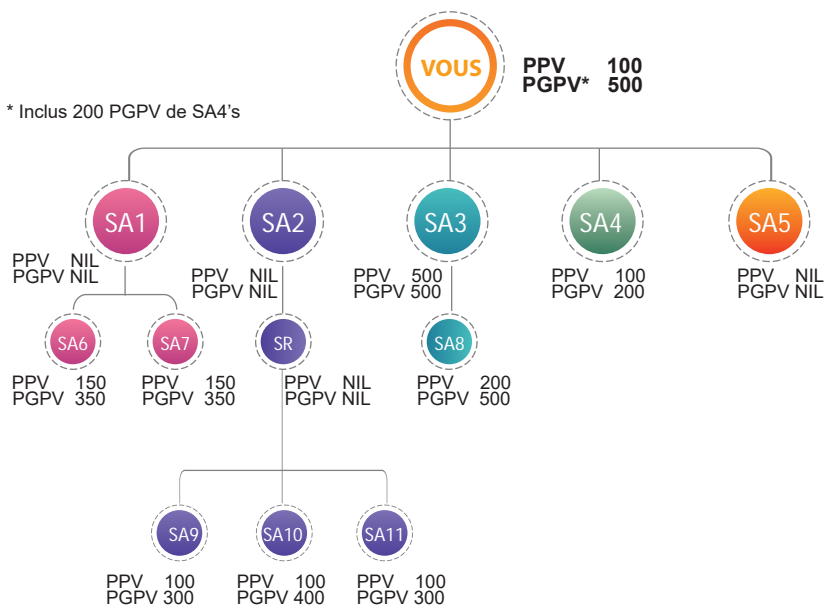 VOUS
PPV 100
PGPV* 500
* Inclus 200 PGPV de SA4's
SA1
SA2
SA3
SA4
SA5
PPV NIL
PGPV NIL
PPV NIL
PGPV NIL
PPV 500
PGPV 500
PPV 100
PGPV 200
PPV NIL
PGPV NIL
SA6
SA7
SR
SA8
PPV 150
PGPV 350
PPV 150
PGPV 350
PPV NIL
PGPV NIL
PPV 200
PGPV 500
SA9
SA10
SA11
PPV 100
PGPV 300
PPV 100
PGPV 400
PPV 100
PGPV 300